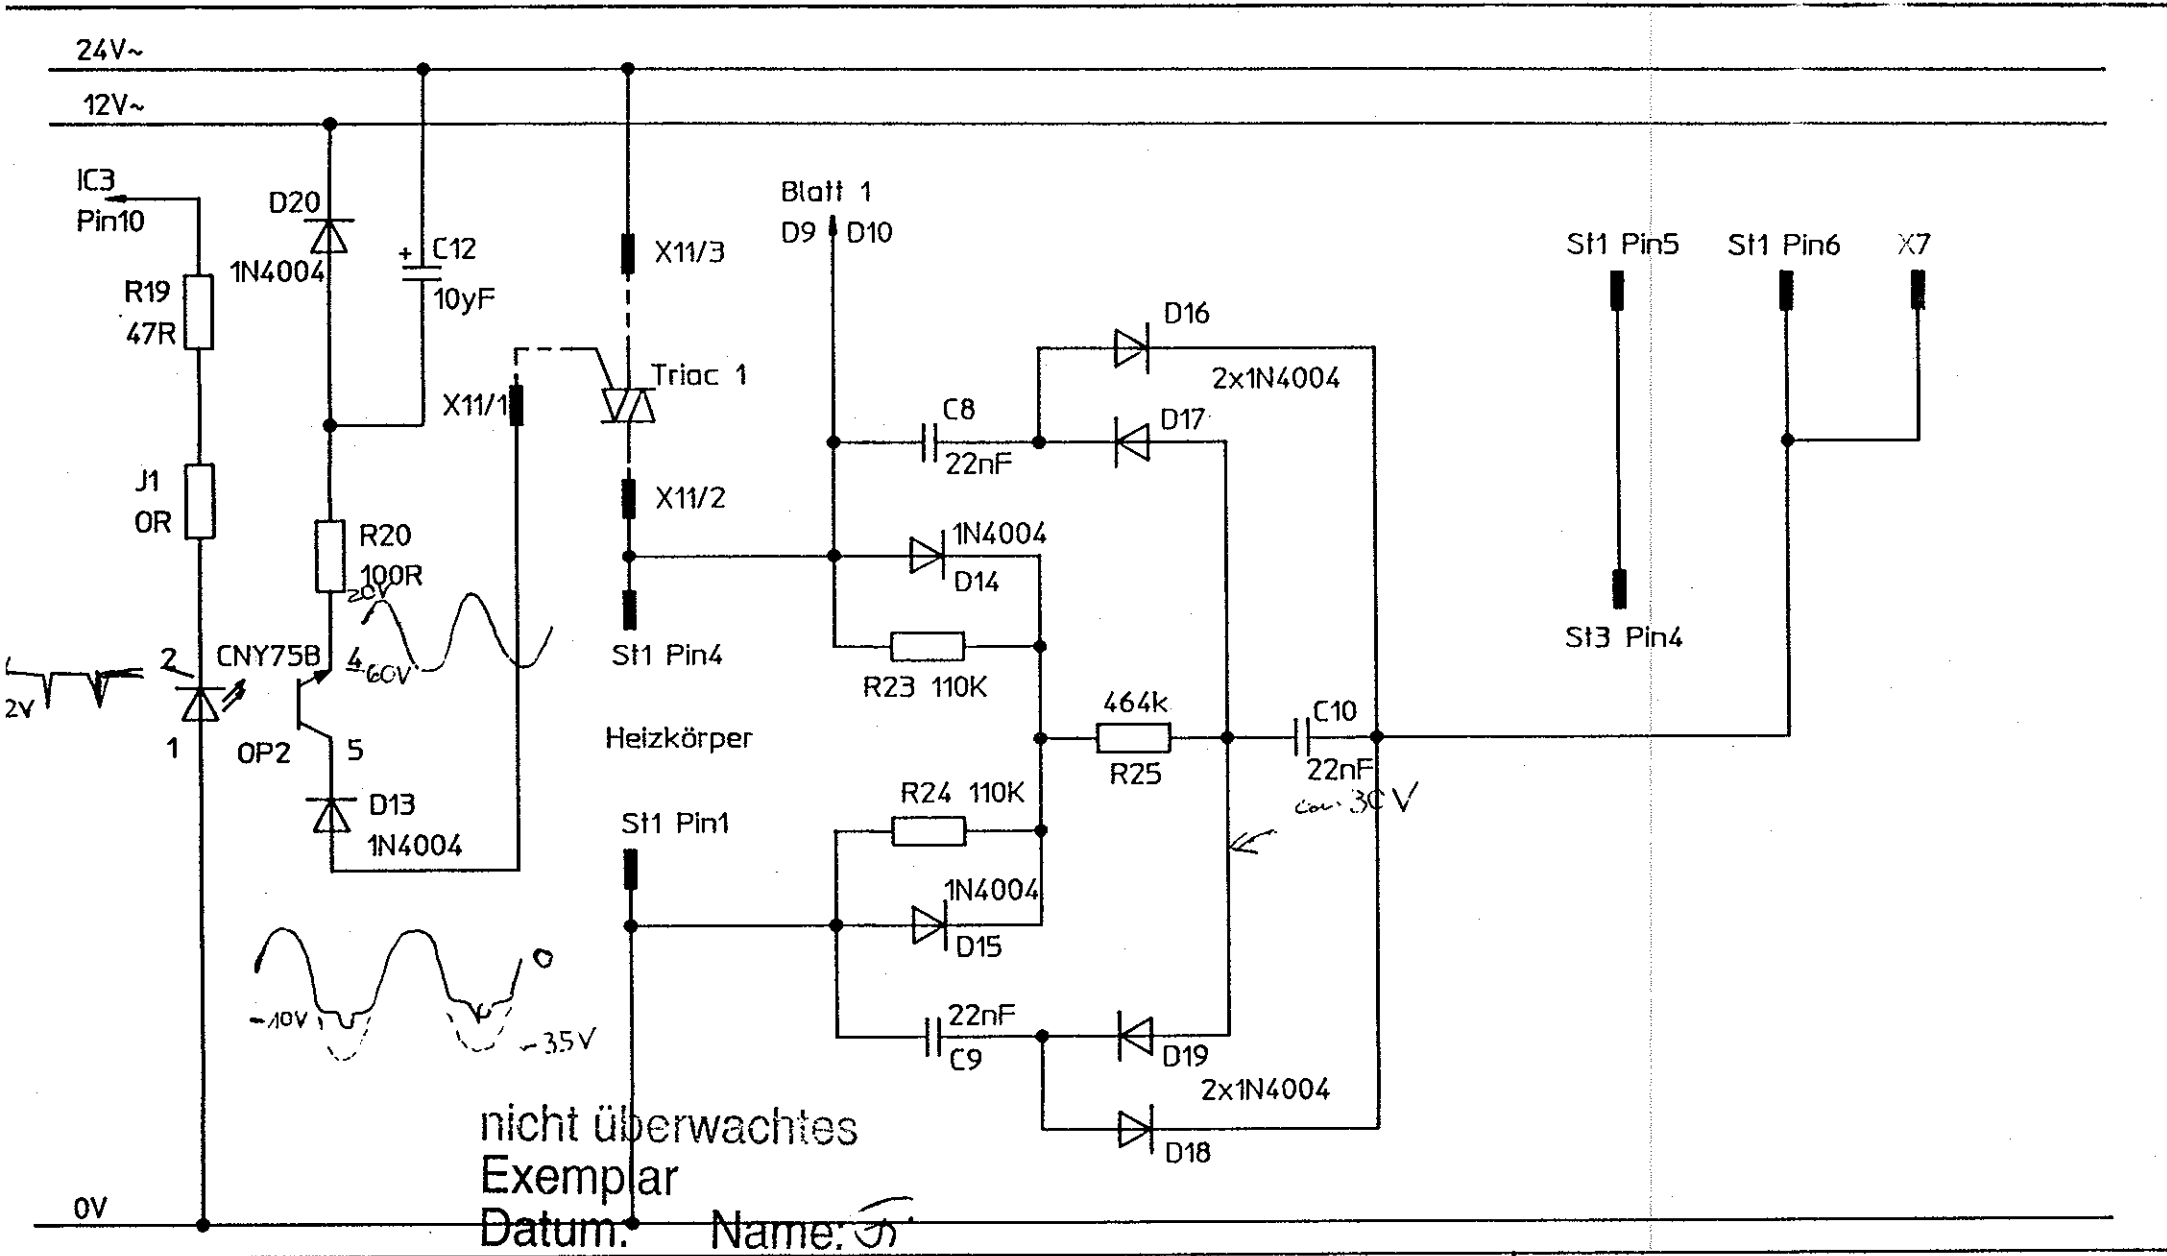 24V~
12V~
IC3
Pin10
D20
1N4004
+
C12
10yF
R19
47R
X11/3
Blatt 1
D9 D10
St1 Pin5
St1 Pin6
X7
D16
2x1N4004
Triac 1
X11/1
C8
22nF
D17
J1
0R
X11/2
R20
100R
20V
1N4004
D14
St1 Pin4
St3 Pin4
2
CNY75B
4
-60V
2V
R23 110K
1
OP2
5
Heizkörper
464k
R25
C10
22nF
30V
D13
1N4004
St1 Pin1
R24 110K
1N4004
D15
0
-10V
-35V
22nF
C9
D19
2x1N4004
D18
nicht überwachtes
Exemplar
Datum:
Name:
0V